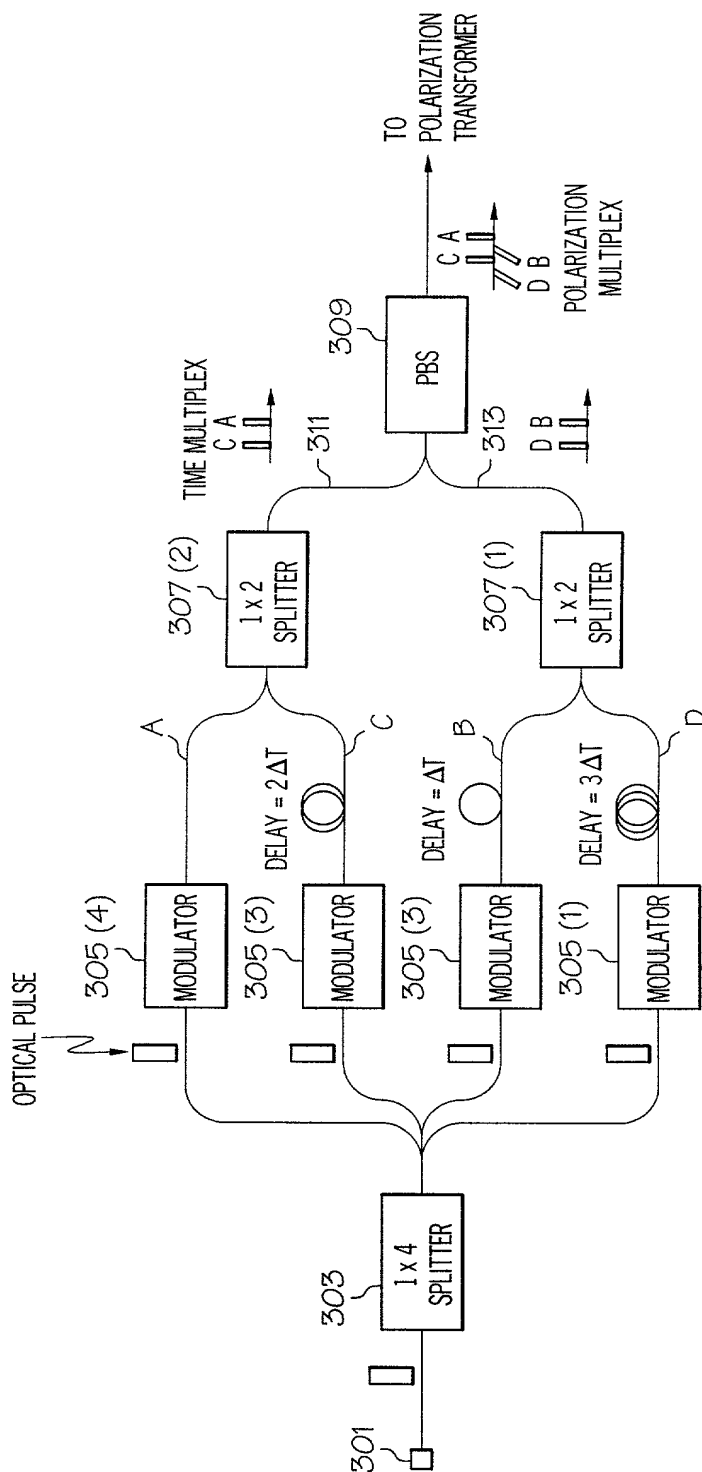 OPTICAL PULSE
301
303
1 x 4
SPLITTER
305 (4)
MODULATOR
305 (3)
MODULATOR
305 (3)
MODULATOR
305 (1)
MODULATOR
A
DELAY = 2ΔT
C
DELAY = ΔT
B
DELAY = 3ΔT
D
307 (2)
1 x 2
SPLITTER
307 (1)
1 x 2
SPLITTER
TIME MULTIPLEX
C A
311
313
D B
309
PBS
C A
D B
POLARIZATION
MULTIPLEX
TO
POLARIZATION
TRANSFORMER